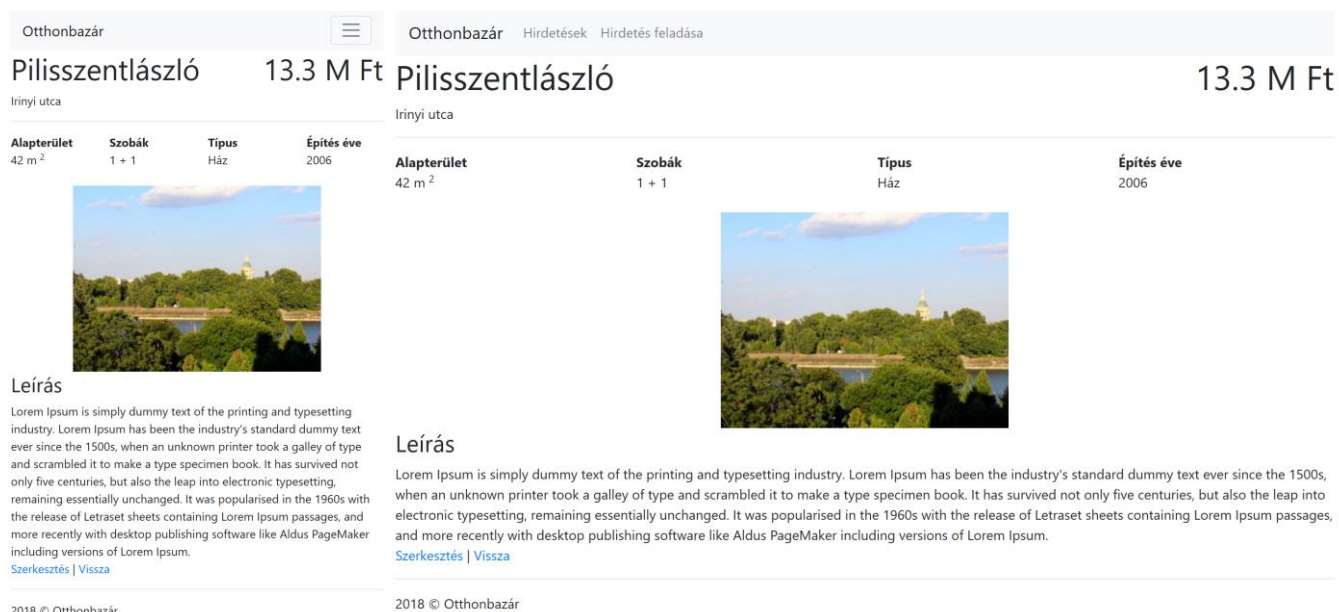 Otthonbazár
Pilisszentlászló 13.3 M Ft
Irinyi utca
Alapterület Szobák Típus Építés éve
42 m 2 1 + 1 Ház 2006
Leírás
Lorem Ipsum is simply dummy text of the printing and typesetting
industry. Lorem Ipsum has been the industry's standard dummy text
ever since the 1500s, when an unknown printer took a galley of type
and scrambled it to make a type specimen book. It has survived not
only five centuries, but also the leap into electronic typesetting,
remaining essentially unchanged. It was popularised in the 1960s with
the release of Letraset sheets containing Lorem Ipsum passages, and
more recently with desktop publishing software like Aldus PageMaker
including versions of Lorem Ipsum.
Szerkesztés | Vissza
2018 © Otthonbazár
Otthonbazár Hirdetések Hirdetés feladása
Pilisszentlászló 13.3 M Ft
Irinyi utca
Alapterület Szobák Típus Építés éve
42 m 2 1 + 1 Ház 2006
Leírás
Lorem Ipsum is simply dummy text of the printing and typesetting industry. Lorem Ipsum has been the industry's standard dummy text ever since the 1500s,
when an unknown printer took a galley of type and scrambled it to make a type specimen book. It has survived not only five centuries, but also the leap into
electronic typesetting, remaining essentially unchanged. It was popularised in the 1960s with the release of Letraset sheets containing Lorem Ipsum passages,
and more recently with desktop publishing software like Aldus PageMaker including versions of Lorem Ipsum.
Szerkesztés | Vissza
2018 © Otthonbazár